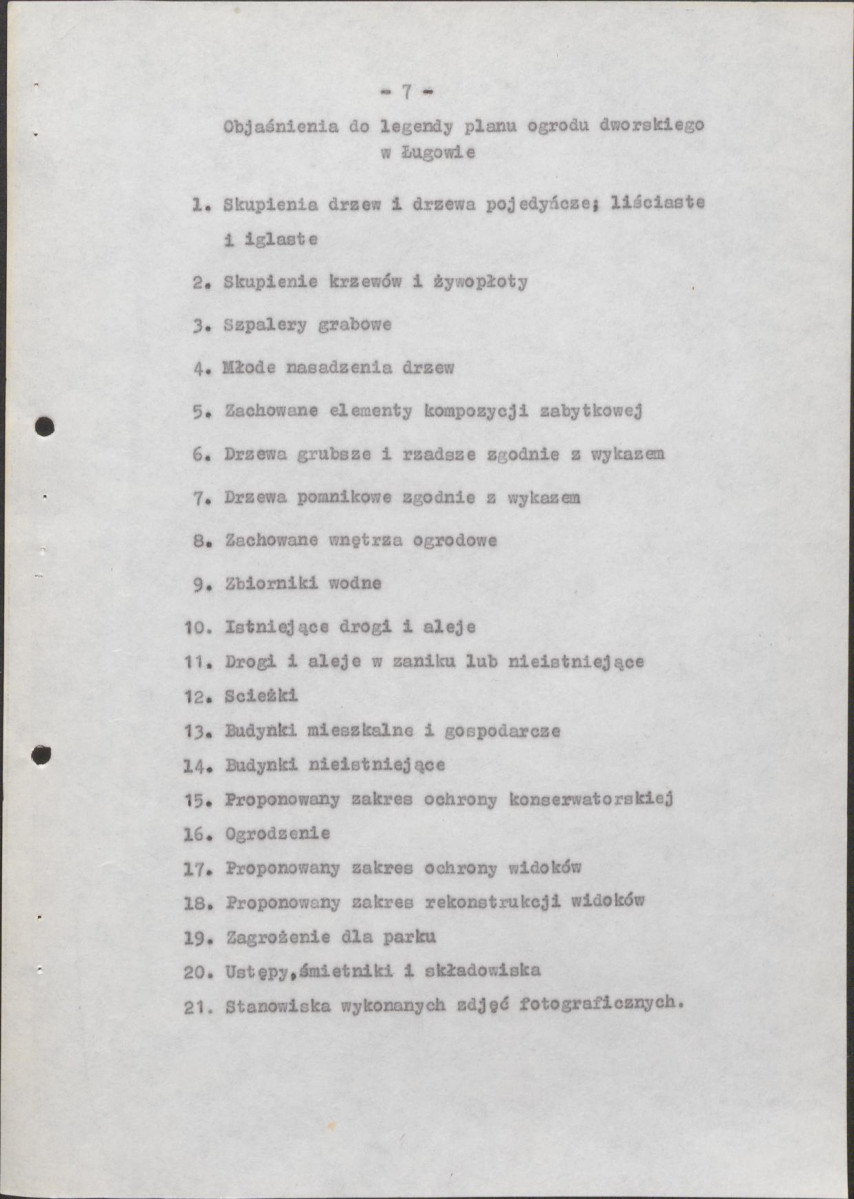 - 7 -
Objaśnienia do legendy planu ogrodu dworskiego
w Ługowie
1. Skupienia drzew i drzewa pojedyńcze; liściaste
i iglaste
2. Skupienie krzewów i żywopłoty
3. Szpalery grabowe
4. Młode nasadzenia drzew
5. Zachowane elementy kompozycji zabytkowej
6. Drzewa grubsze i rzadsze zgodnie z wykazem
7. Drzewa pomnikowe zgodnie z wykazem
8. Zachowane wnętrza ogrodowe
9. Zbiorniki wodne
10. Istniejące drogi i aleje
11. Drogi i aleje w zaniku lub nieistniejące
12. Scieżki
13. Budynki mieszkalne i gospodarcze
14. Budynki nieistniejące
15. Proponowany zakres ochrony konserwatorskiej
16. Ogrodzenie
17. Proponowany zakres ochrony widoków
18. Proponowany zakres rekonstrukcji widoków
19. Zagrożenie dla parku
20. Ustępy,śmietniki i składowiska
21. Stanowiska wykonanych zdjęć fotograficznych.